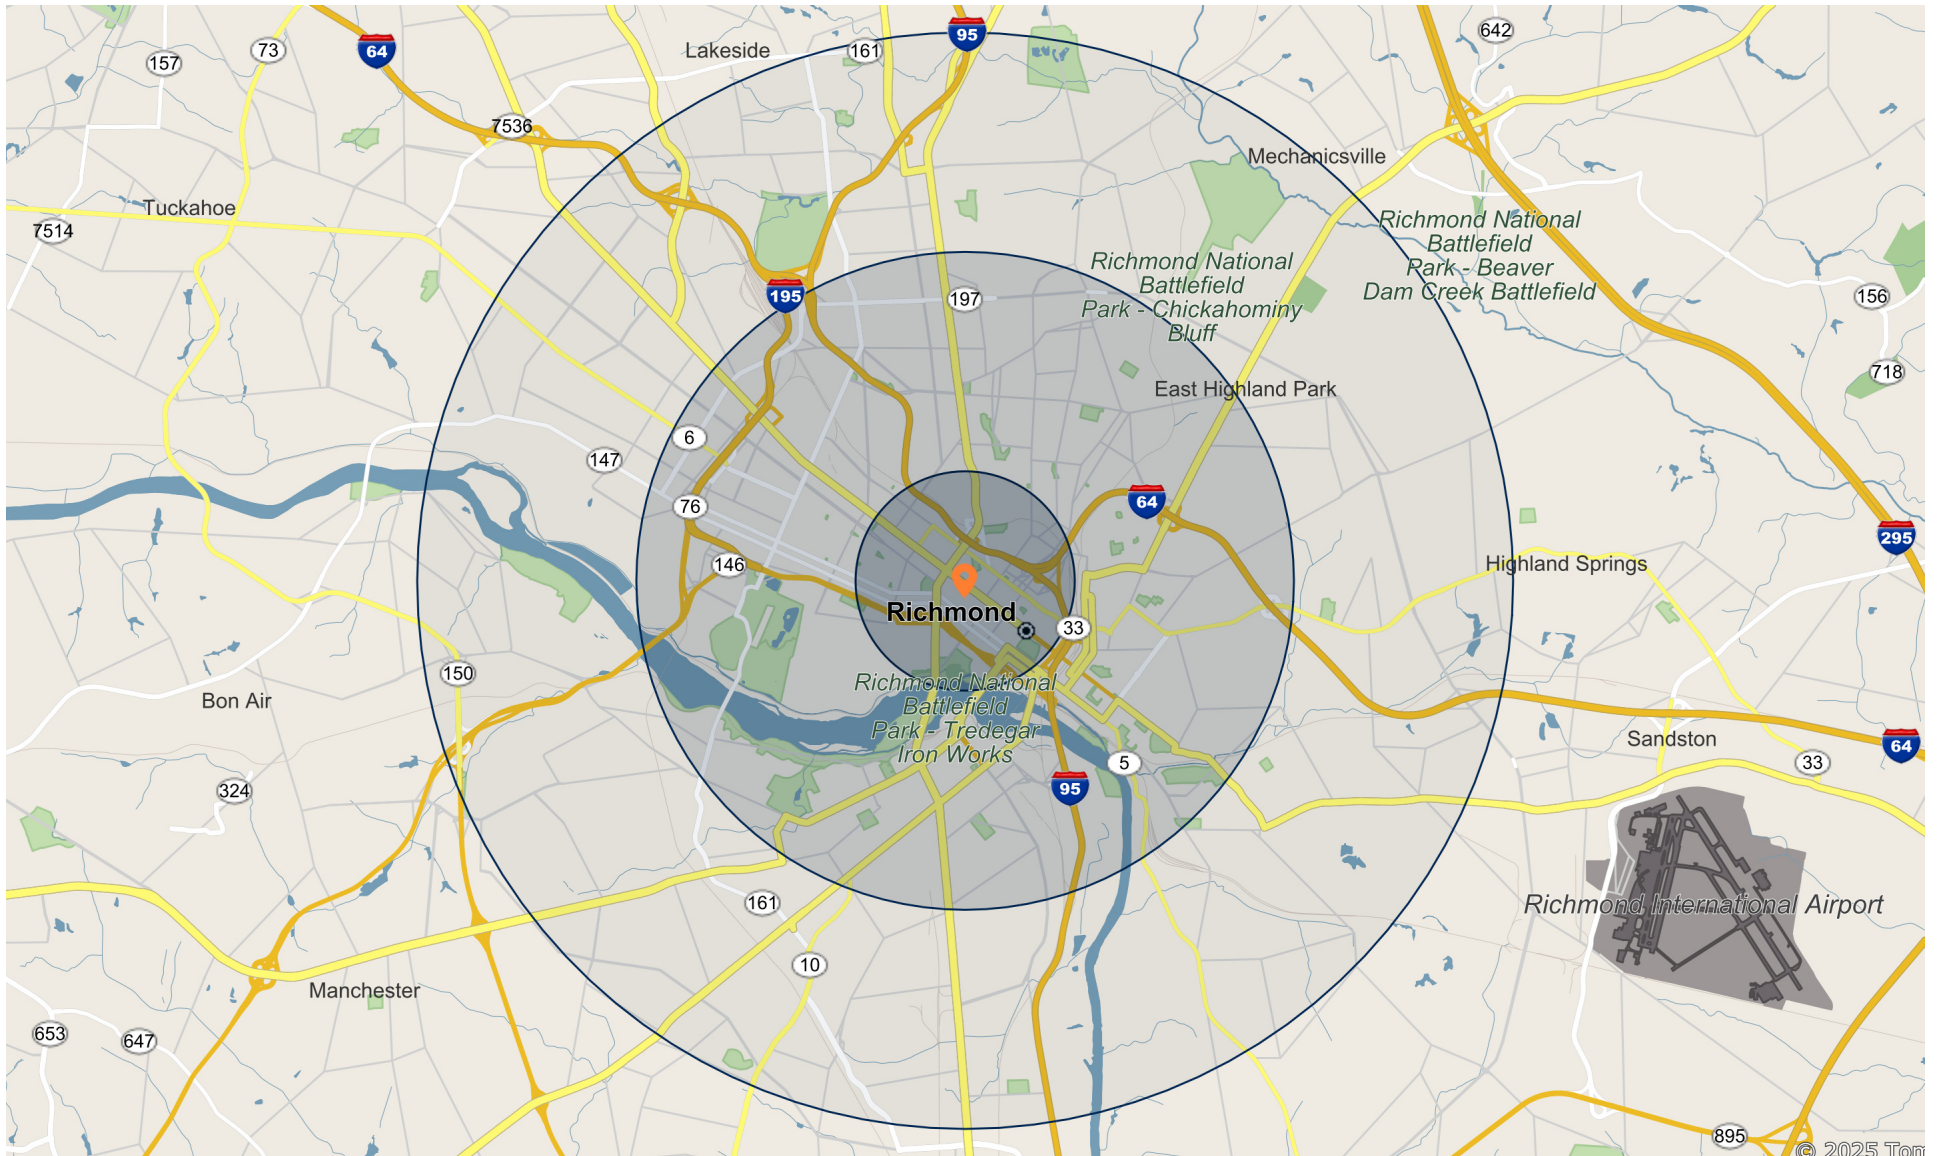 64
95
642
73
157
Lakeside
161
7536
Mechanicsville
Tuckahoe
7514
Richmond National
Battlefield
Park - Beaver
Dam Creek Battlefield
Richmond National
Battlefield
Park - Chickahominy
Bluff
195
197
156
718
East Highland Park
6
147
76
64
295
146
Highland Springs
Richmond
33
150
Bon Air
Richmond National
Battlefield
Park - Tredegar
Iron Works
Sandston
64
33
5
95
324
161
Richmond International Airport
10
Manchester
653
647
895
© 2025 Tom